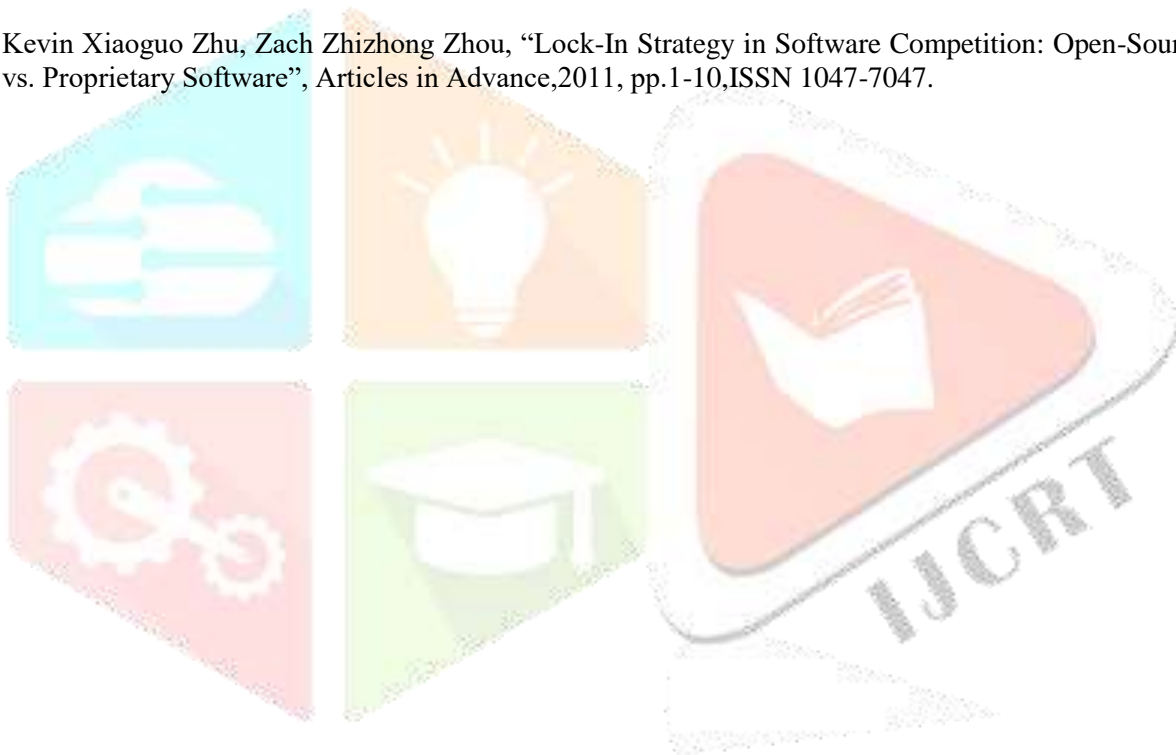 Kevin Xiaoguo Zhu, Zach Zhizhong Zhou, “Lock-In Strategy in Software Competition: Open-Sour
vs. Proprietary Software”, Articles in Advance,2011, pp.1-10,ISSN 1047-7047.
IJCRT